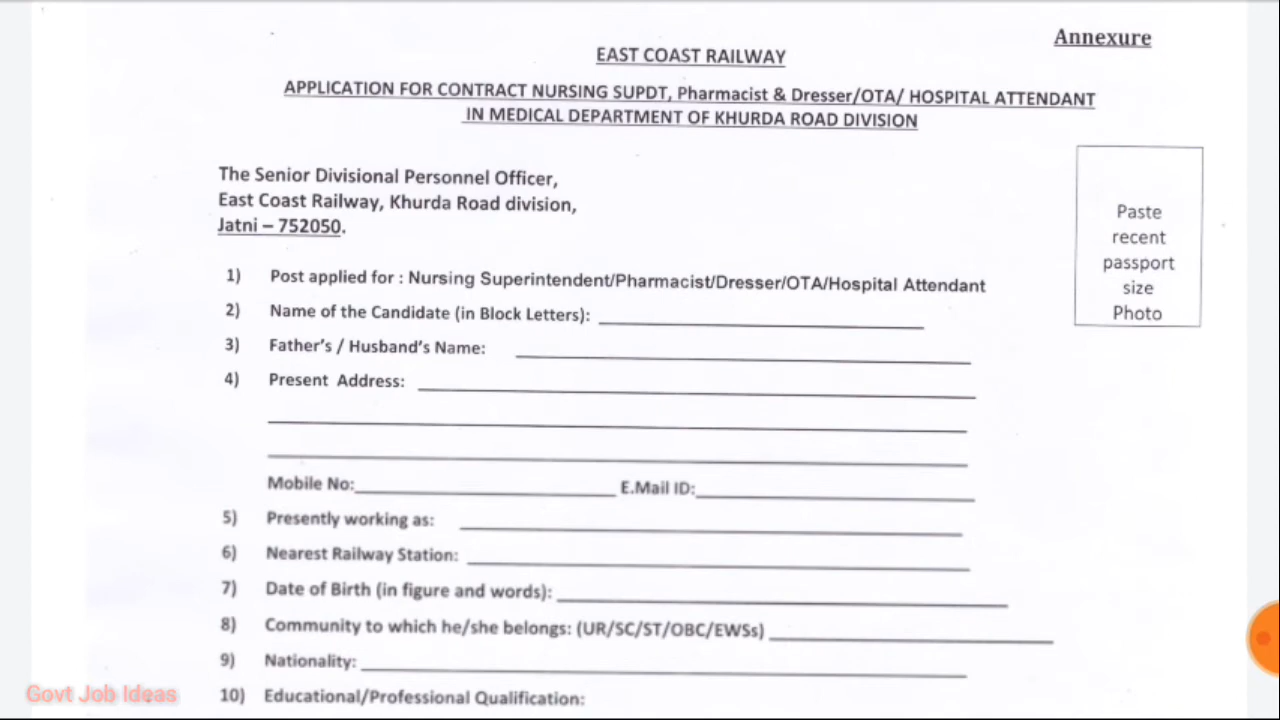 Annexure
EAST COAST RAILWAY
APPLICATION FOR CONTRACT NURSING SUPDT, Pharmacist & Dresser/OTA/ HOSPITAL ATTENDANT
IN MEDICAL DEPARTMENT OF KHURDA ROAD DIVISION
The Senior Divisional Personnel Officer,
East Coast Railway, Khurda Road division,
Jatni – 752050.
Paste
recent
passport
size
Photo
1) Post applied for : Nursing Superintendent/Pharmacist/Dresser/OTA/Hospital Attendant
2) Name of the Candidate (in Block Letters):
3) Father's / Husband's Name:
4) Present Address:
Mobile No: E.Mail ID:
5) Presently working as:
6) Nearest Railway Station:
7) Date of Birth (in figure and words):
8) Community to which he/she belongs: (UR/SC/ST/OBC/EWSs)
9) Nationality:
10) Educational/Professional Qualification:
Govt Job Ideas